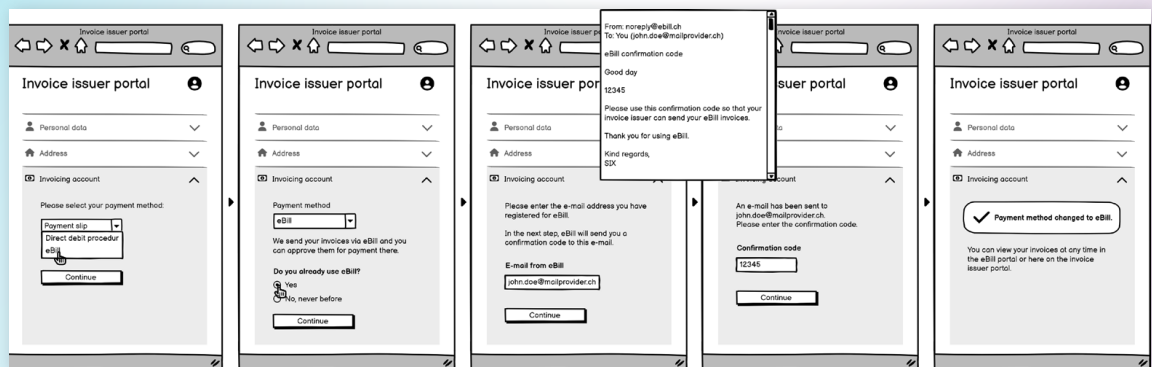 Invoice issuer portal
Invoice issuer portal
Personal data
Address
Invoicing account
Please select your payment method:
Payment slip
Direct debit procedur
eBill
Continue
Invoice issuer portal
Invoice issuer portal
Personal data
Address
Invoicing account
Payment method
eBill
We send your invoices via eBill and you
can approve them for payment there.
Do you already use eBill?
Yes
No, never before
Continue
Invoice issuer
Invoice issuer por
Personal data
Address
Invoicing account
Please enter the e-mail address you have
registered for eBill.
In the next step, eBill will send you a
confirmation code to this e-mail.
E-mail from eBill
john.doe@mailprovider.ch
Continue
From: noreply@ebill.ch
To: You (john.doe@mailprovider.ch)
eBill confirmation code
Good day
12345
Please use this confirmation code so that your
invoice issuer can send your eBill invoices.
Thank you for using eBill.
Kind regards,
SIX
issuer portal
suer portal
Invoicing account
An e-mail has been sent to
john.doe@mailprovider.ch.
Please enter the confirmation code.
Confirmation code
12345
Continue
Invoice issuer portal
Invoice issuer portal
Personal data
Address
Invoicing account
Payment method changed to eBill.
You can view your invoices at any time in
the eBill portal or here on the invoice
issuer portal.